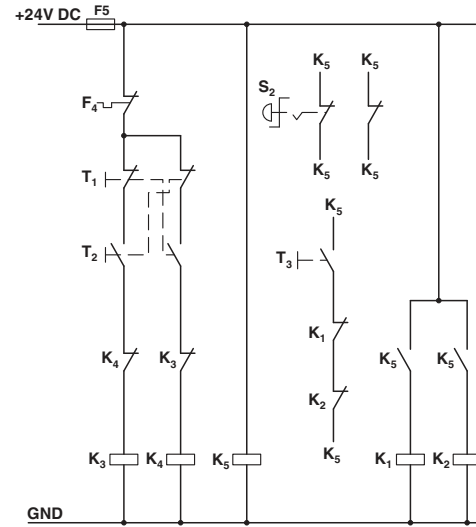 +24V DC F5
K5 K5
S2
F4
K5 K5
T1
K5
T2 T3
K1
K4 K3 K5 K5
K2
K5
K3 K4 K5 K1 K2
GND